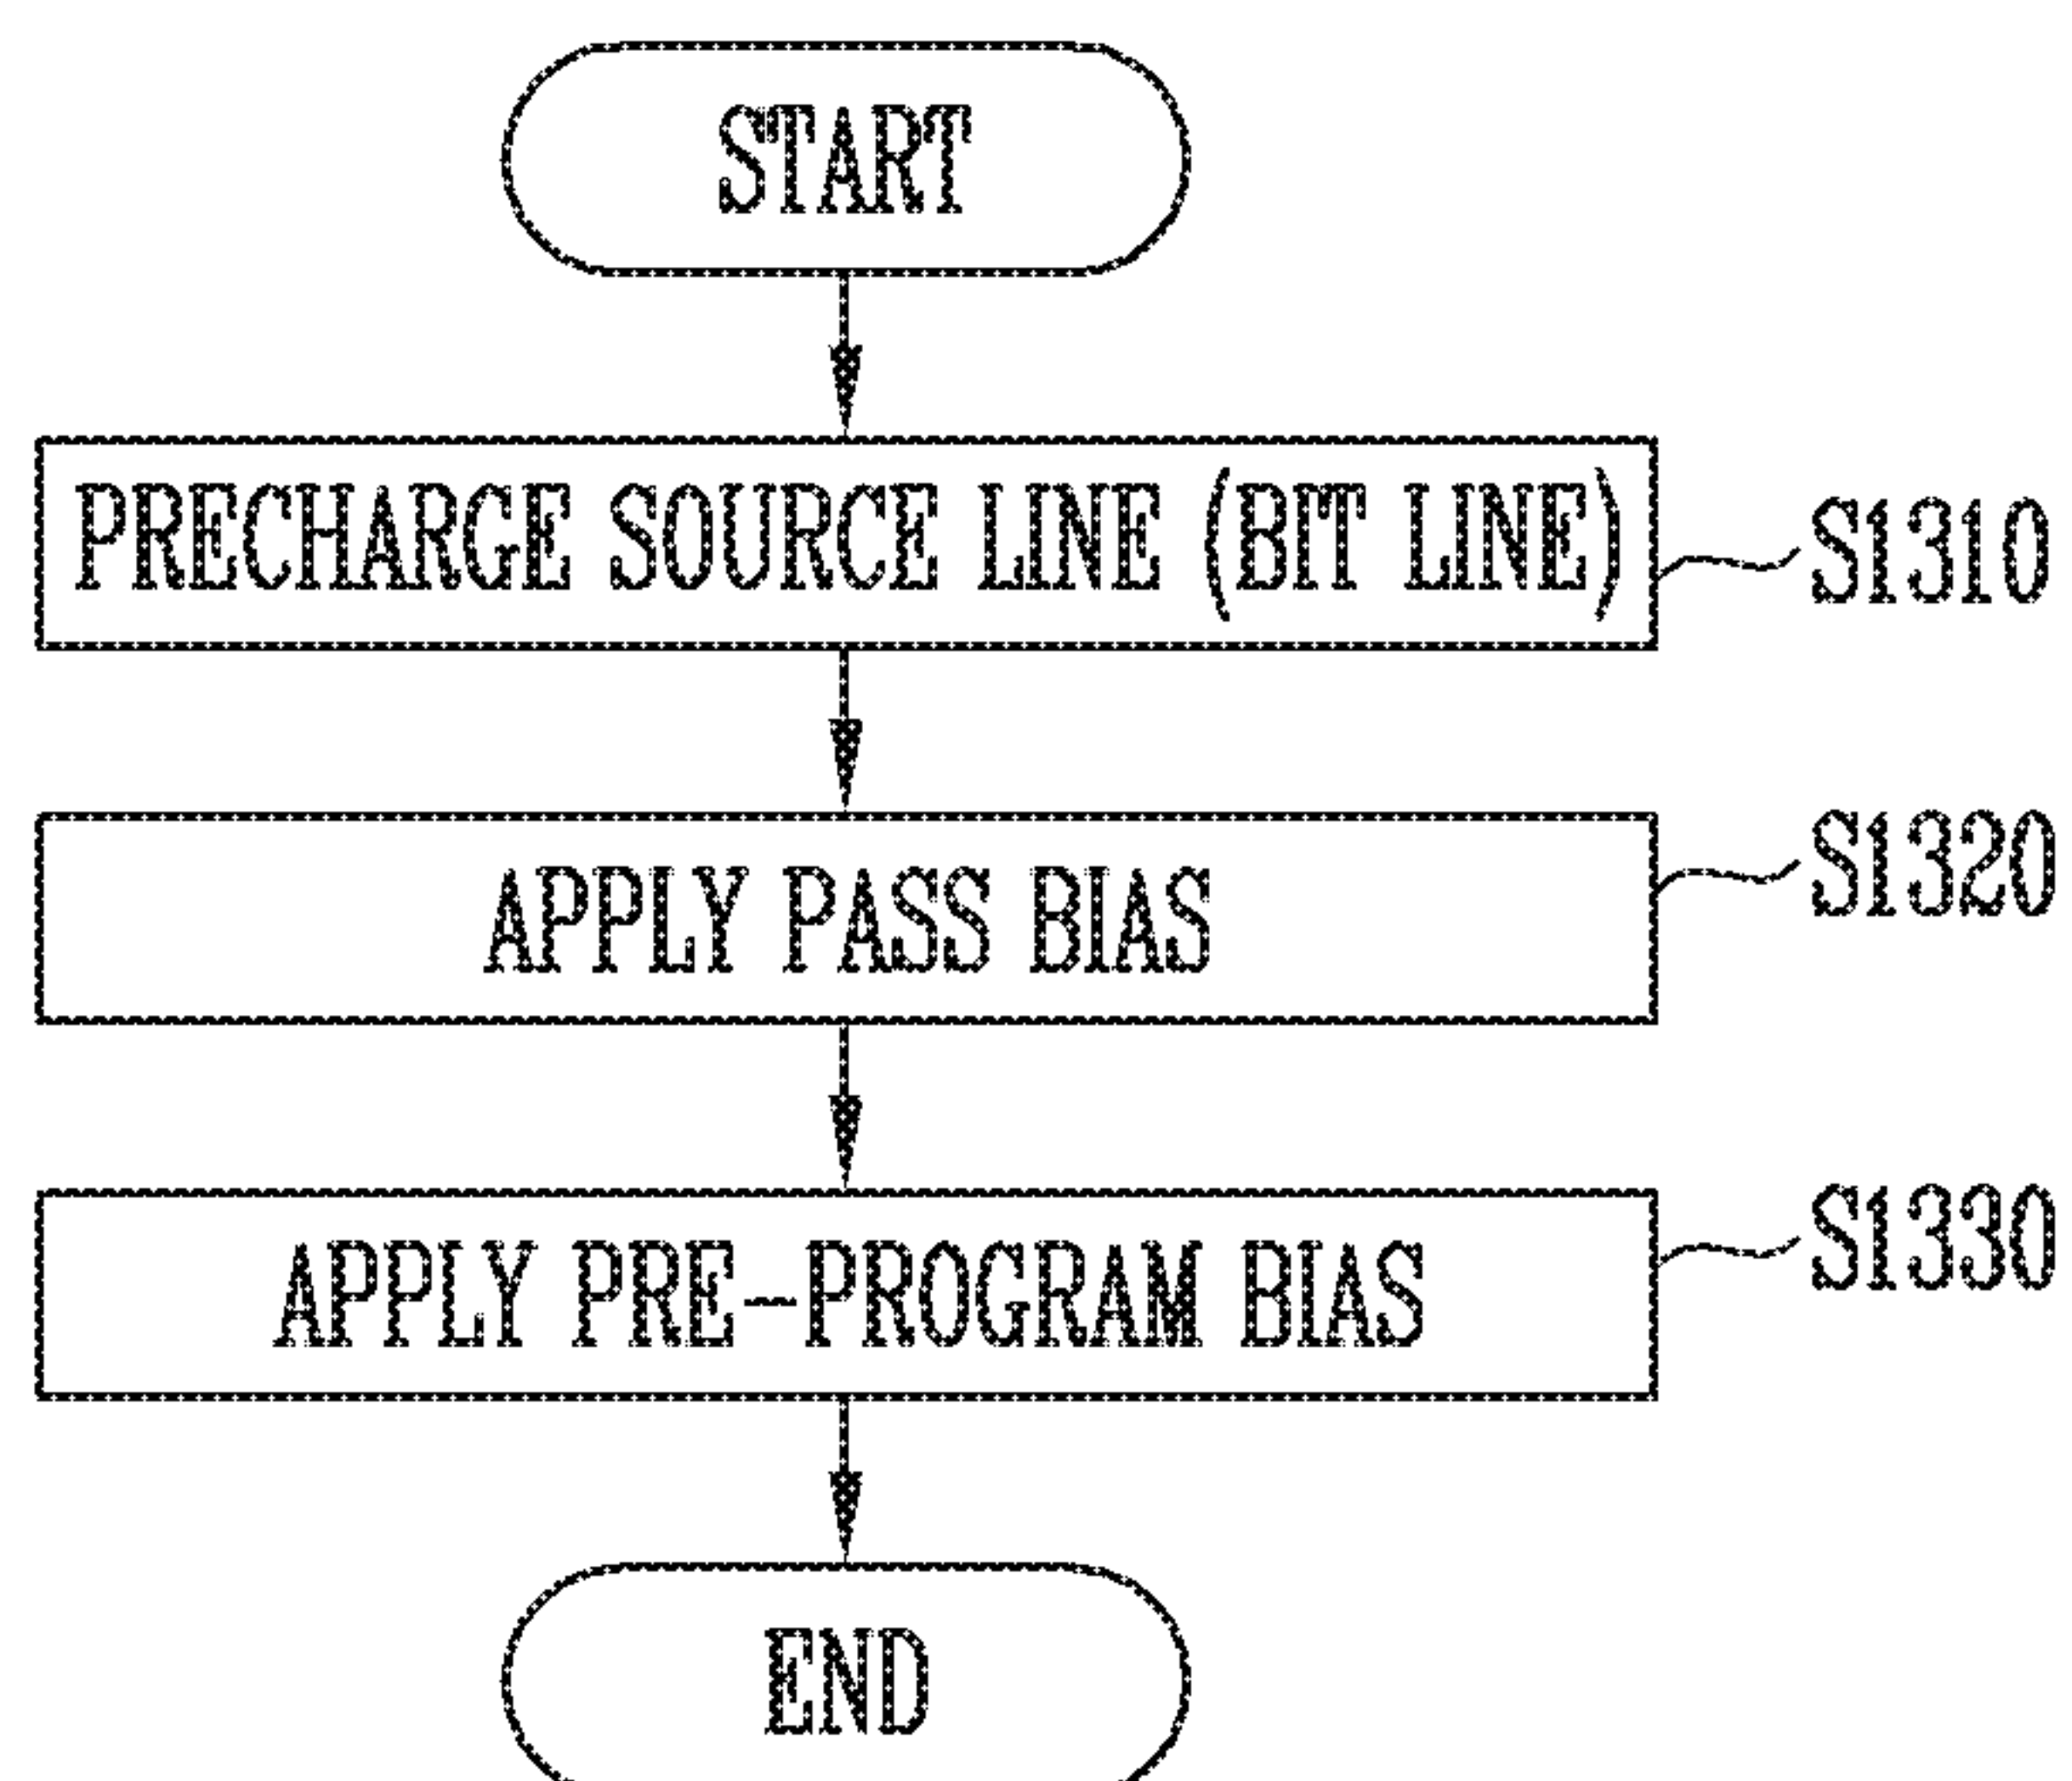 START
PRECHARGE SOURCE LINE (BIT LINE)
S1310
APPLY PASS BIAS
S1320
APPLY PRE-PROGRAM BIAS
S1330
END